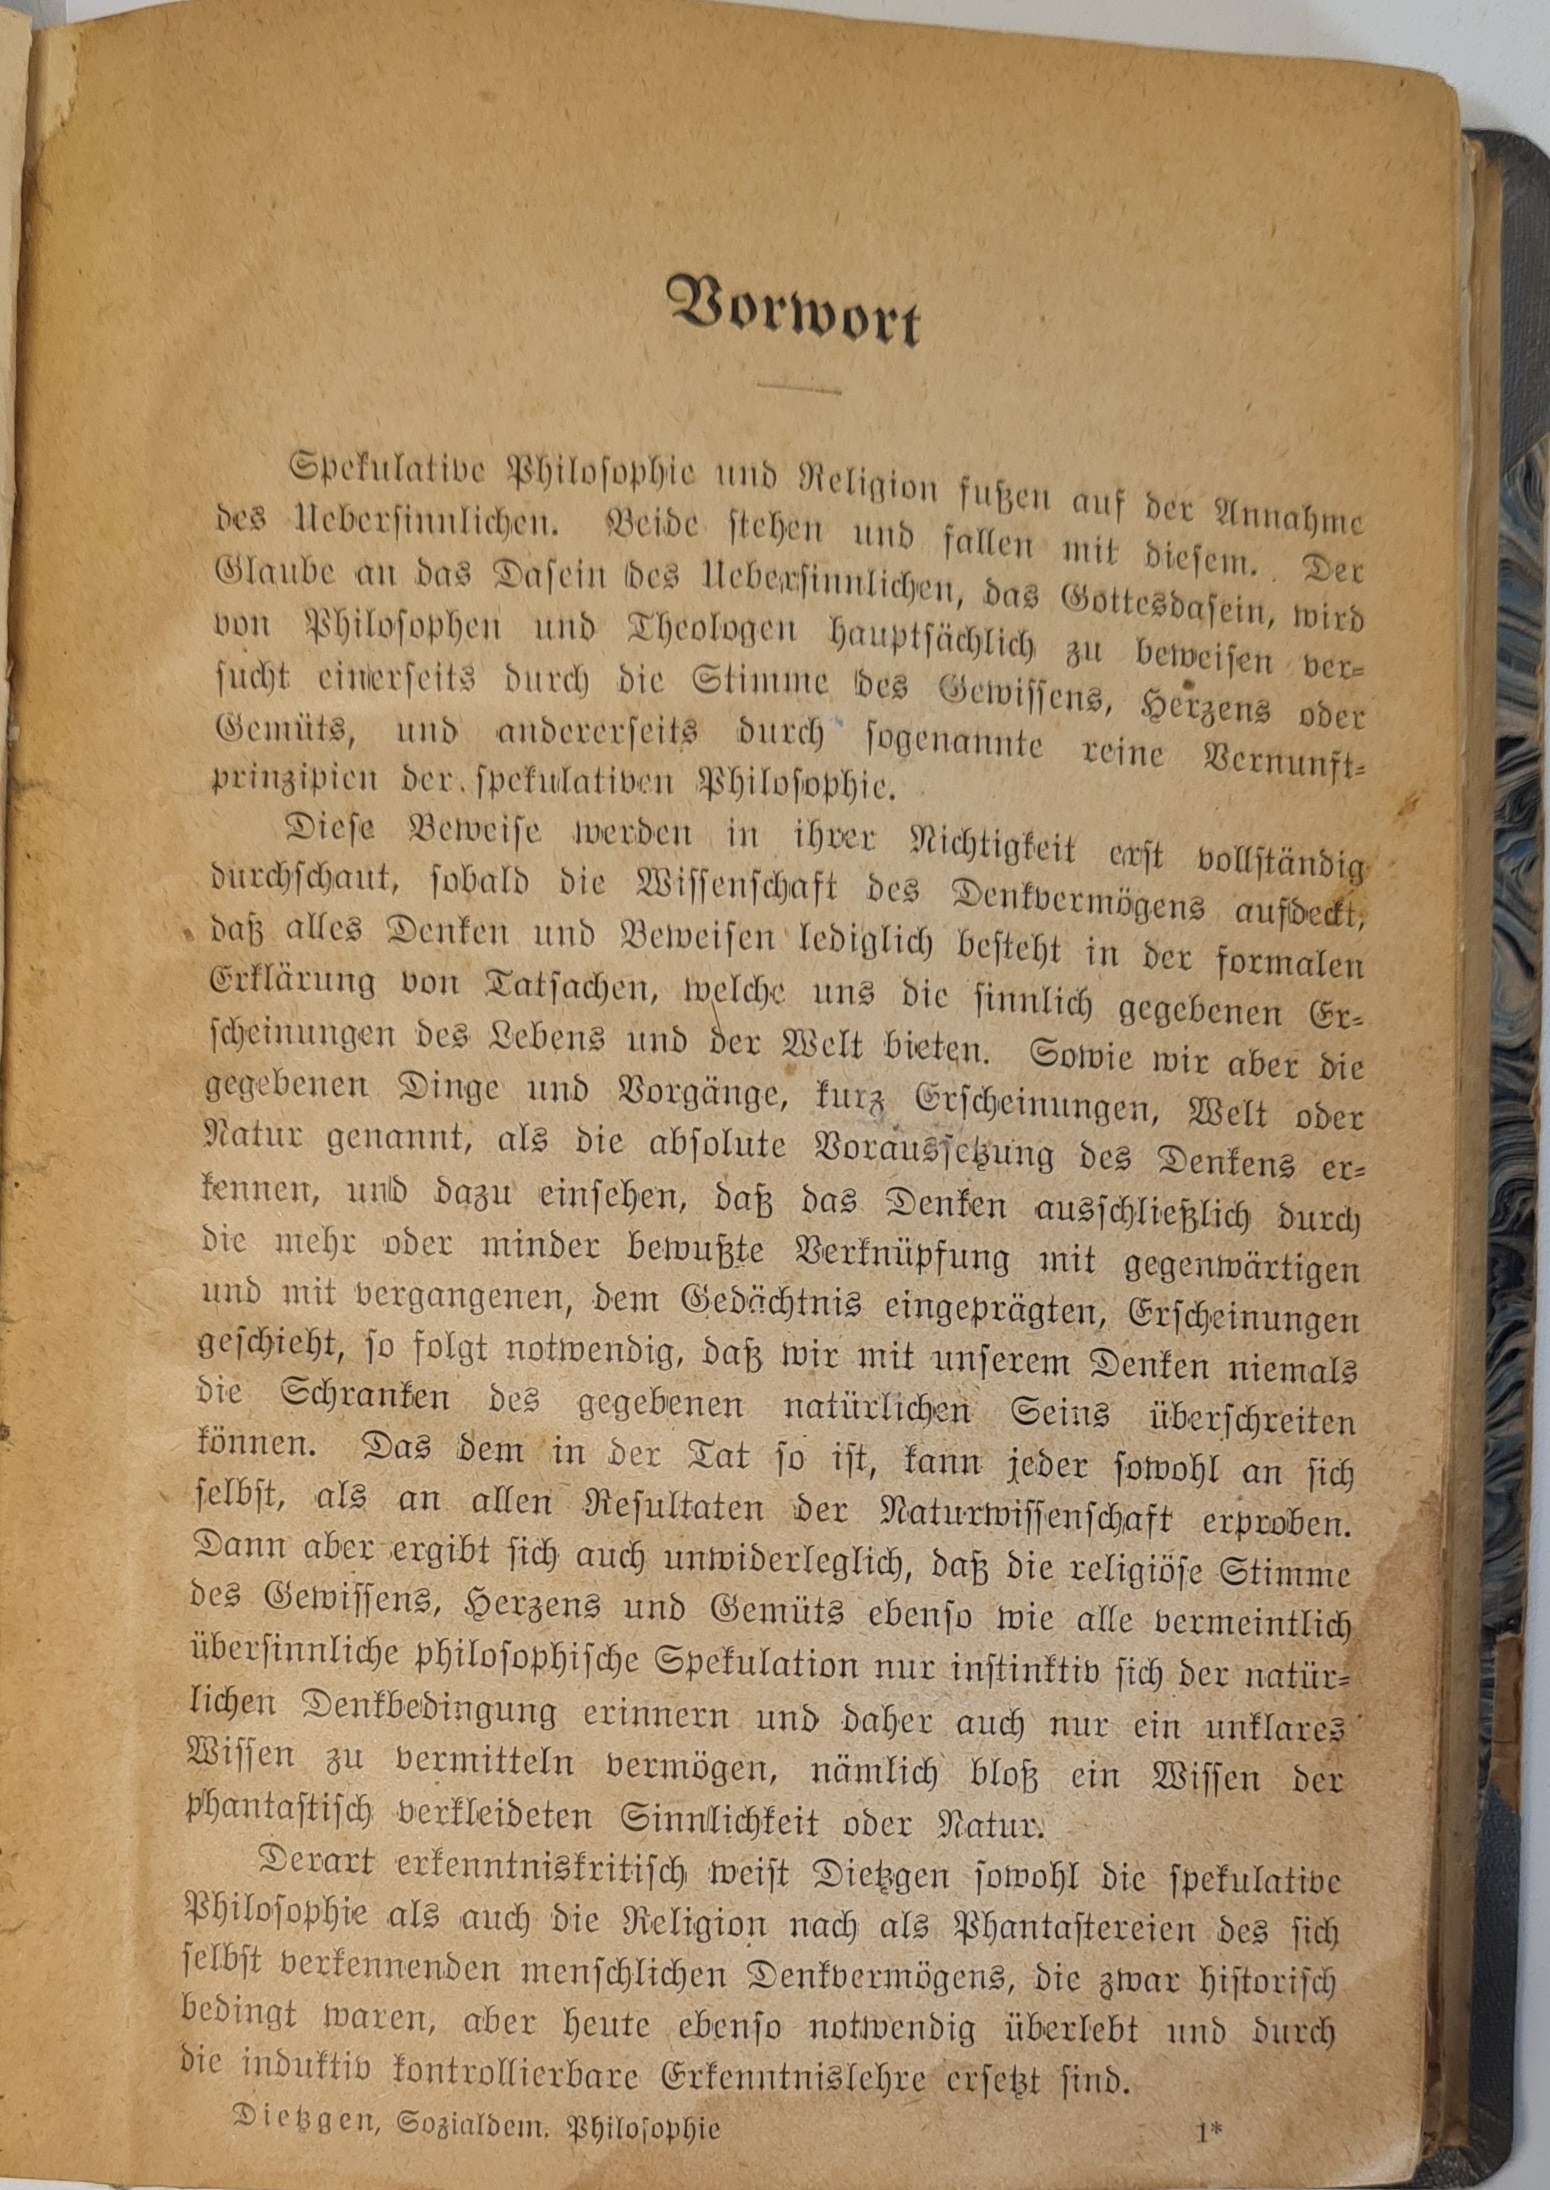 Vorwort
Spekulative Philosophie und Religion fußen auf der Annahme
des Uebersinnlichen. Beide stehen und fallen mit diesem. Der
Glaube an das Dasein des Uebersinnlichen, das Gottesdasein, wird
von Philosophen und Theologen hauptsächlich zu beweisen ver-
sucht einerseits durch die Stimme des Gewissens, Herzens oder
Gemüts, und andererseits durch sogenannte reine Vernunft-
prinzipien der spekulativen Philosophie.
Diese Beweise werden in ihrer Nichtigkeit erst vollständig
durchschaut, sobald die Wissenschaft des Denkvermögens aufdeckt,
daß alles Denken und Beweisen lediglich besteht in der formalen
Erklärung von Tatsachen, welche uns die sinnlich gegebenen Er-
scheinungen des Lebens und der Welt bieten. Sowie wir aber die
gegebenen Dinge und Vorgänge, kurz Erscheinungen, Welt oder
Natur genannt, als die absolute Voraussetzung des Denkens er-
kennen, und dazu einsehen, daß das Denken ausschließlich durch
die mehr oder minder bewußte Verknüpfung mit gegenwärtigen
und mit vergangenen, dem Gedächtnis eingeprägten, Erscheinungen
geschieht, so folgt notwendig, daß wir mit unserem Denken niemals
die Schranken des gegebenen natürlichen Seins überschreiten
können. Das dem in der Tat so ist, kann jeder sowohl an sich
selbst, als an allen Resultaten der Naturwissenschaft erproben.
Dann aber ergibt sich auch unwiderleglich, daß die religiöse Stimme
des Gewissens, Herzens und Gemüts ebenso wie alle vermeintlich
übersinnliche philosophische Spekulation nur instinktiv sich der natür-
lichen Denkbedingung erinnern und daher auch nur ein unklares
Wissen zu vermitteln vermögen, nämlich bloß ein Wissen der
phantastisch verkleideten Sinnlichkeit oder Natur.
Derart erkenntniskritisch weist Dietzgen sowohl die spekulative
Philosophie als auch die Religion nach als Phantastereien des sich
selbst verkennenden menschlichen Denkvermögens, die zwar historisch
bedingt waren, aber heute ebenso notwendig überlebt und durch
die induktiv kontrollierbare Erkenntnislehre ersetzt sind.
Dietzgen, Sozialdem. Philosophie 1*